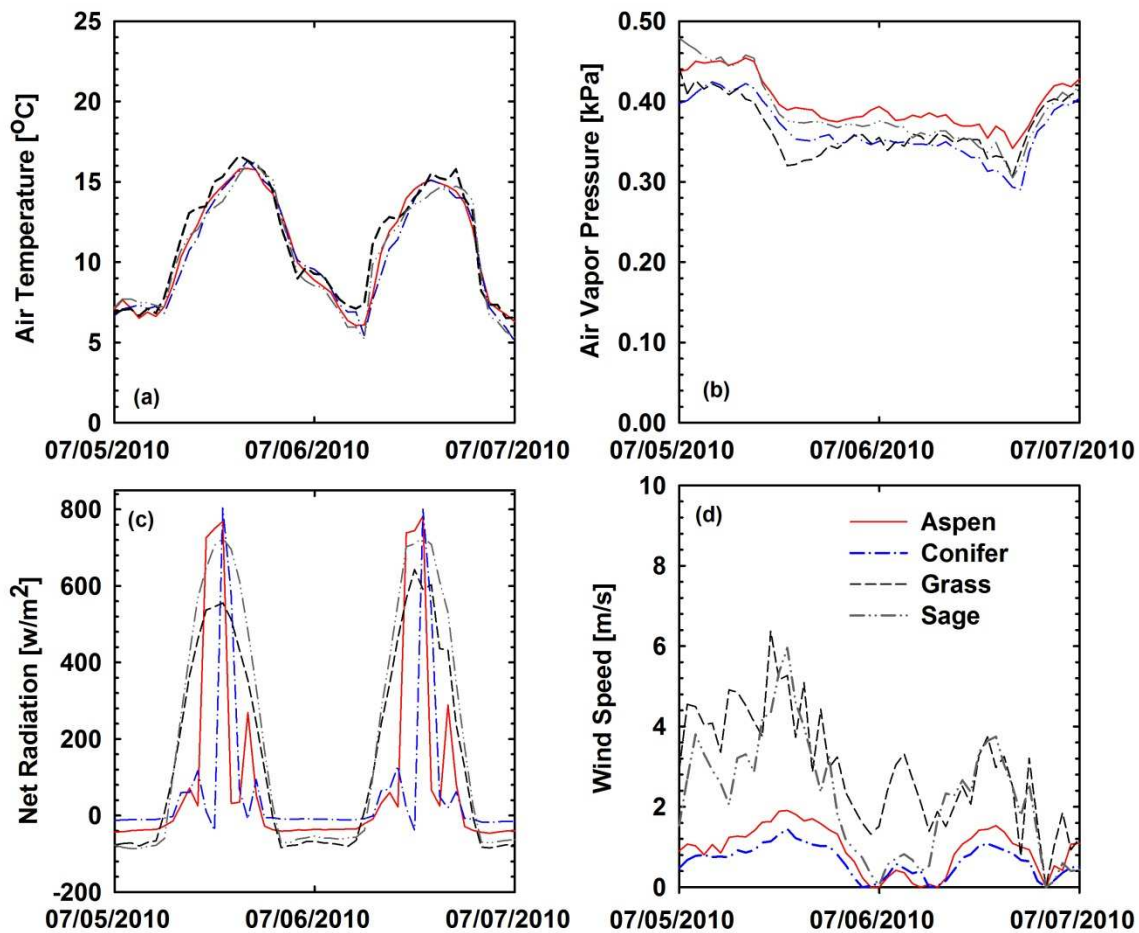 Air Temperature [°C]
25
20
15
10
5
0
(a)
07/05/2010 07/06/2010 07/07/2010
Air Vapor Pressure [kPa]
0.50
0.40
0.30
0.20
0.10
0.00
(b)
07/05/2010 07/06/2010 07/07/2010
Net Radiation [w/m²]
800
600
400
200
0
-200
(c)
07/05/2010 07/06/2010 07/07/2010
Wind Speed [m/s]
10
8
6
4
2
0
(d)
Aspen
Conifer
Grass
Sage
07/05/2010 07/06/2010 07/07/2010